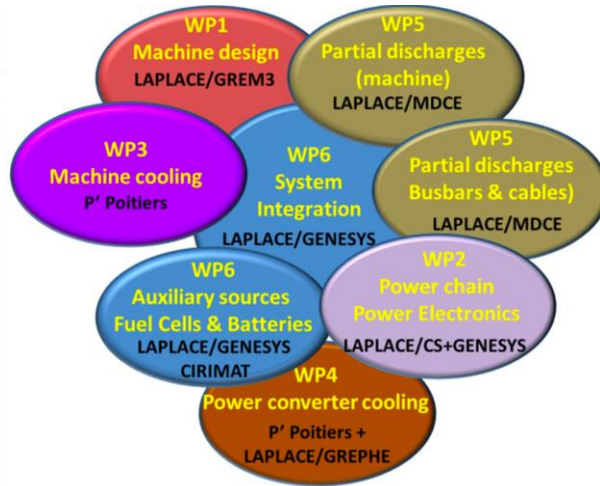 WP1
Machine design
LAPLACE/GREM3
WP5
Partial discharges
(machine)
LAPLACE/MDCE
WP3
Machine cooling
P' Poitiers
WP6
System
Integration
LAPLACE/GENESYS
WP5
Partial discharges
Busbars & cables)
LAPLACE/MDCE
WP6
Auxiliary sources
Fuel Cells & Batteries
LAPLACE/GENESYS
CIRIMAT
WP2
Power chain
Power Electronics
LAPLACE/CS+GENESYS
WP4
Power converter cooling
P' Poitiers +
LAPLACE/GREPHE